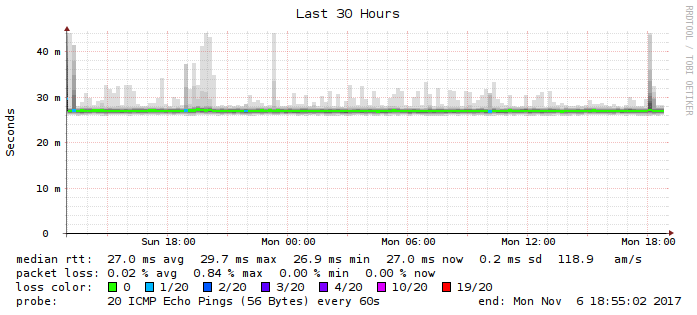 Last 30 Hours
RRDTOOL / TOBI OETIKER
Seconds
40 m
30 m
20 m
10 m
0
Sun 18:00 Mon 00:00 Mon 06:00 Mon 12:00 Mon 18:00
median rtt: 27.0 ms avg 29.7 ms max 26.9 ms min 27.0 ms now 0.2 ms sd 118.9 am/s
packet loss: 0.02 % avg 0.84 % max 0.00 % min 0.00 % now
loss color: 0 1/20 2/20 3/20 4/20 10/20 19/20
probe: 20 ICMP Echo Pings (56 Bytes) every 60s end: Mon Nov 6 18:55:02 2017